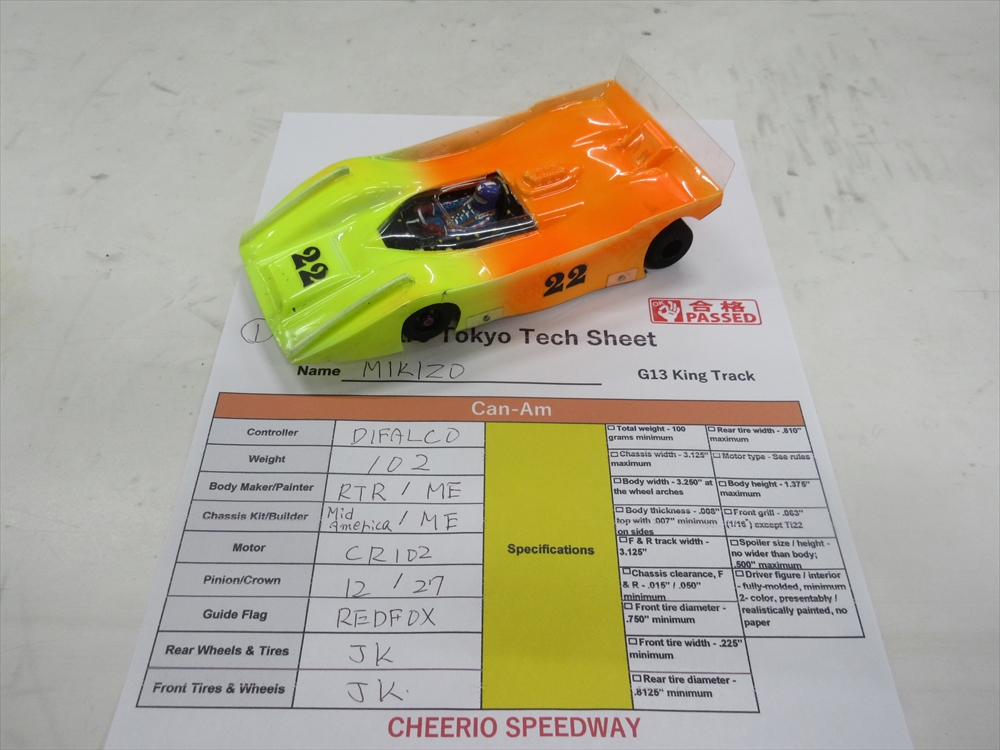 22
22
OK 合格
PASSED
①
Tokyo Tech Sheet
Name MIKIZO
G13 King Track
Can-Am
Controller DIFALCO
Weight 102
Body Maker/Painter RTR / ME
Chassis Kit/Builder Mid America / ME
Motor CR102
Pinion/Crown 12 / 27
Guide Flag REDFOX
Rear Wheels & Tires JK
Front Tires & Wheels JK.
Specifications
Total weight - 100
grams minimum
Rear tire width - .810"
maximum
Chassis width - 3.125"
maximum
Motor type - See rules
Body width - 3.250" at
the wheel arches
Body height - 1.375"
maximum
Body thickness - .008"
top with .007" minimum
on sides
Front grill - .063"
(1/16") except Ti22
F & R track width -
3.125"
Spoiler size / height -
no wider than body;
.500" maximum
Chassis clearance, F
& R - .015" / .050"
minimum
Driver figure / interior
- fully-molded, minimum
2- color, presentably /
realistically painted, no
paper
Front tire diameter -
.750" minimum
Front tire width - .225"
minimum
Rear tire diameter -
.8125" minimum
CHEERIO SPEEDWAY